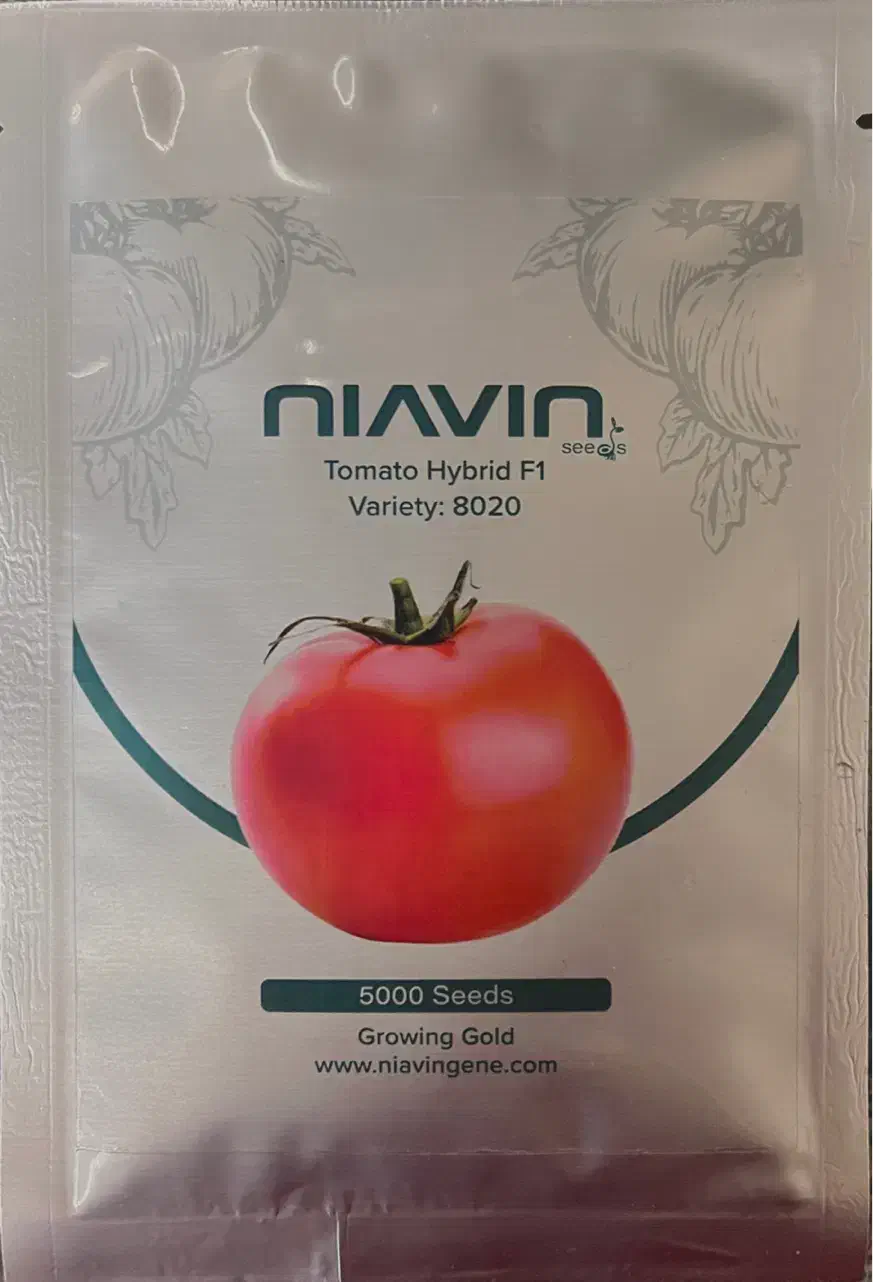 NIAVIN
seeds
Tomato Hybrid F1
Variety: 8020
5000 Seeds
Growing Gold
www.niavingene.com